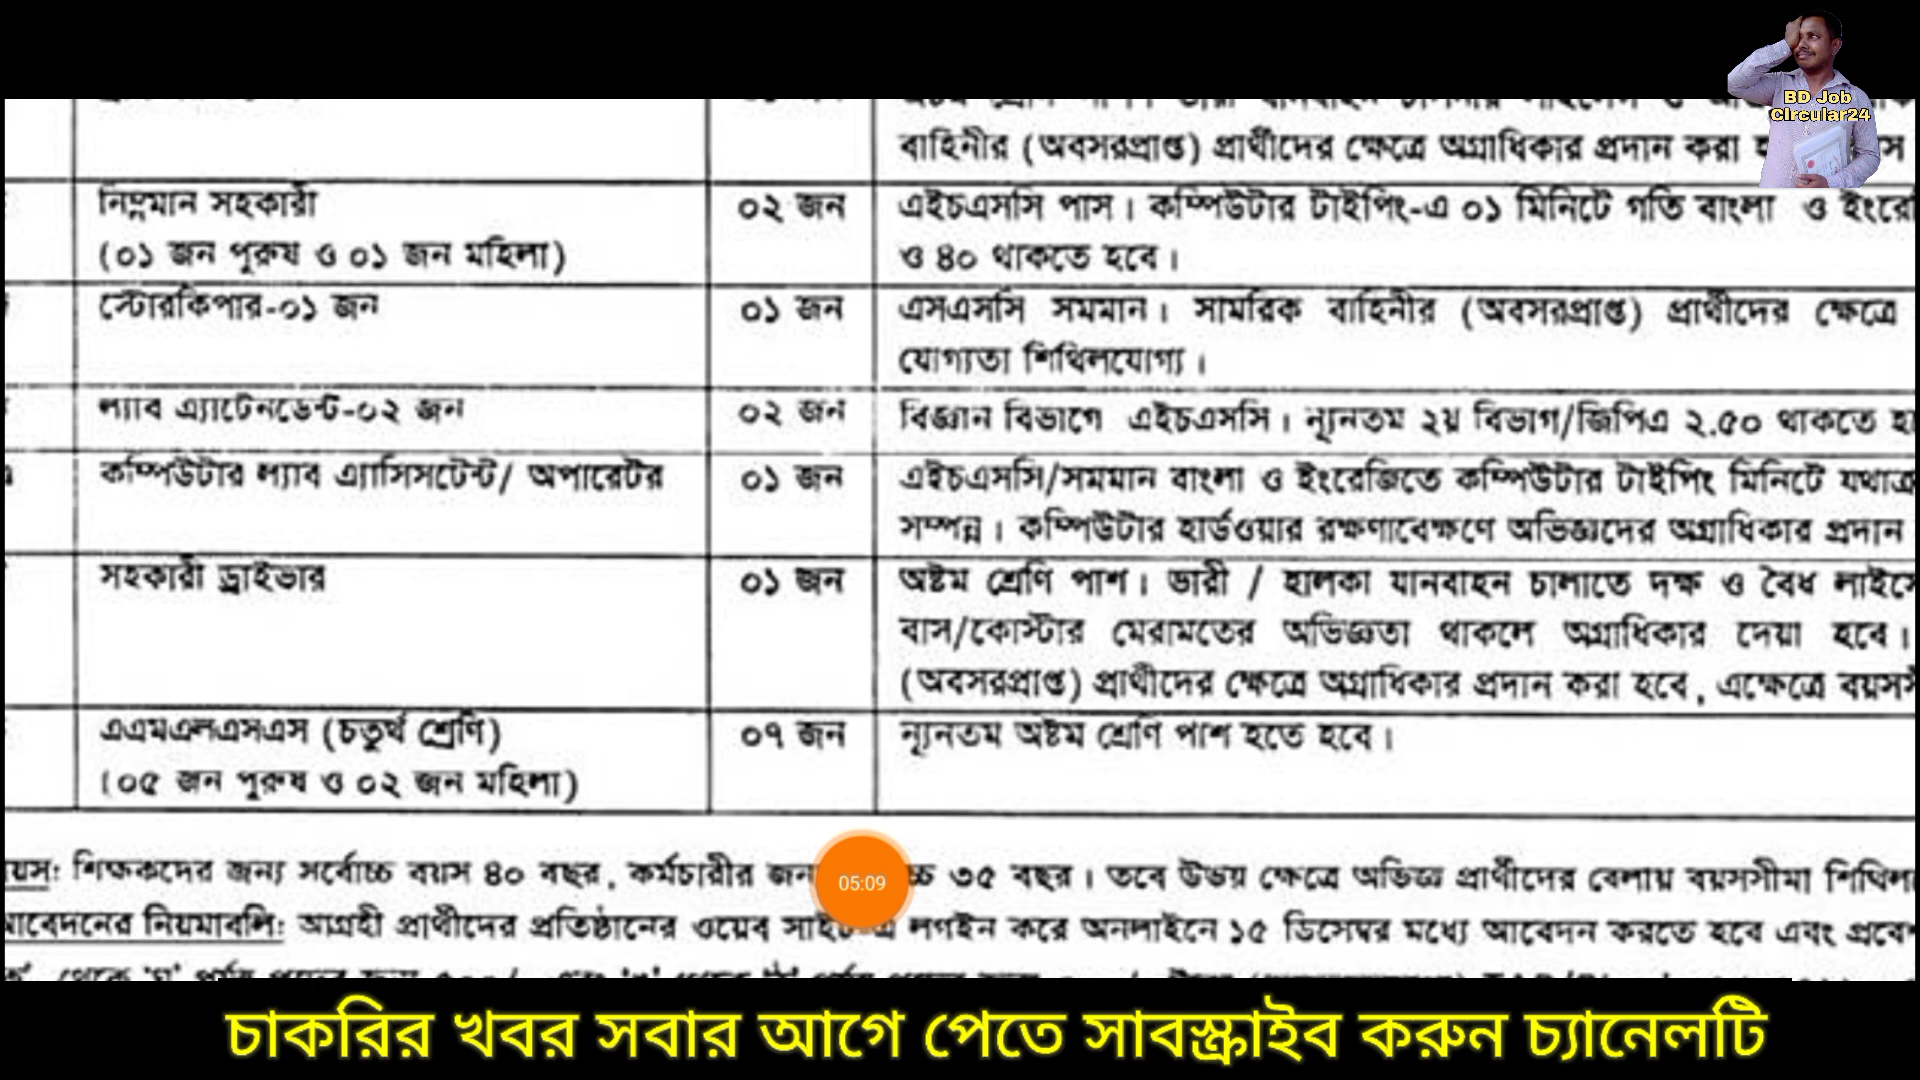 BD Job
CIrcular24
বাহিনীর (অবসরপ্রাপ্ত) প্রার্থীদের ক্ষেত্রে অগ্রাধিকার প্রদান করা
নিম্নমান সহকারী
(০১ জন পুরুষ ও ০১ জন মহিলা)
০২ জন
এইচএসসি পাস। কম্পিউটার টাইপিং-এ ০১ মিনিটে গতি বাংলা ও
ও ৪০ থাকতে হবে।
স্টোরকিপার-০১ জন
০১ জন
এসএসসি সমমান। সামরিক বাহিনীর (অবসরপ্রাপ্ত) প্রার্থীদের ক্ষেত্রে
যোগ্যতা শিথিলযোগ্য।
ল্যাব এ্যাটেনডেন্ট-০২ জন
০২ জন
বিজ্ঞান বিভাগে এইচএসসি। ন্যূনতম ২য় বিভাগ/জিপিএ ২.৫০ থাকতে
কম্পিউটার ল্যাব এ্যাসিসটেন্ট/ অপারেটর
০১ জন
এইচএসসি/সমমান বাংলা ও ইংরেজিতে কম্পিউটার টাইপিং মিনিটে
সম্পন্ন। কম্পিউটার হার্ডওয়ার রক্ষণাবেক্ষণে অভিজ্ঞদের অগ্রাধিকার প্রদান
সহকারী ড্রাইভার
০১ জন
অষ্টম শ্রেণি পাশ। ভারী / হালকা যানবাহন চালাতে দক্ষ ও বৈধ
বাস/কোস্টার মেরামতের অভিজ্ঞতা থাকলে অগ্রাধিকার দেয়া হবে।
(অবসরপ্রাপ্ত) প্রার্থীদের ক্ষেত্রে অগ্রাধিকার প্রদান করা হবে, এক্ষেত্রে
এএমএলএসএস (চতুর্থ শ্রেণি)
(০৫ জন পুরুষ ও ০২ জন মহিলা)
০৭ জন
ন্যূনতম অষ্টম শ্রেণি পাশ হতে হবে।
শিক্ষকদের জন্য সর্বোচ্চ বয়স ৪০ বছর, কর্মচারীর ৩৫ বছর। তবে উভয় ক্ষেত্রে অভিজ্ঞ প্রার্থীদের বেলায় বয়সসীমা
05:09
নিয়মাবলি: আগ্রহী প্রার্থীদের প্রতিষ্ঠানের ওয়েব লগইন করে অনলাইনে ১৫ ডিসেম্বর মধ্যে আবেদন করতে হবে এবং
চাকরির খবর সবার আগে পেতে সাবস্ক্রাইব করুন চ্যানেলটি